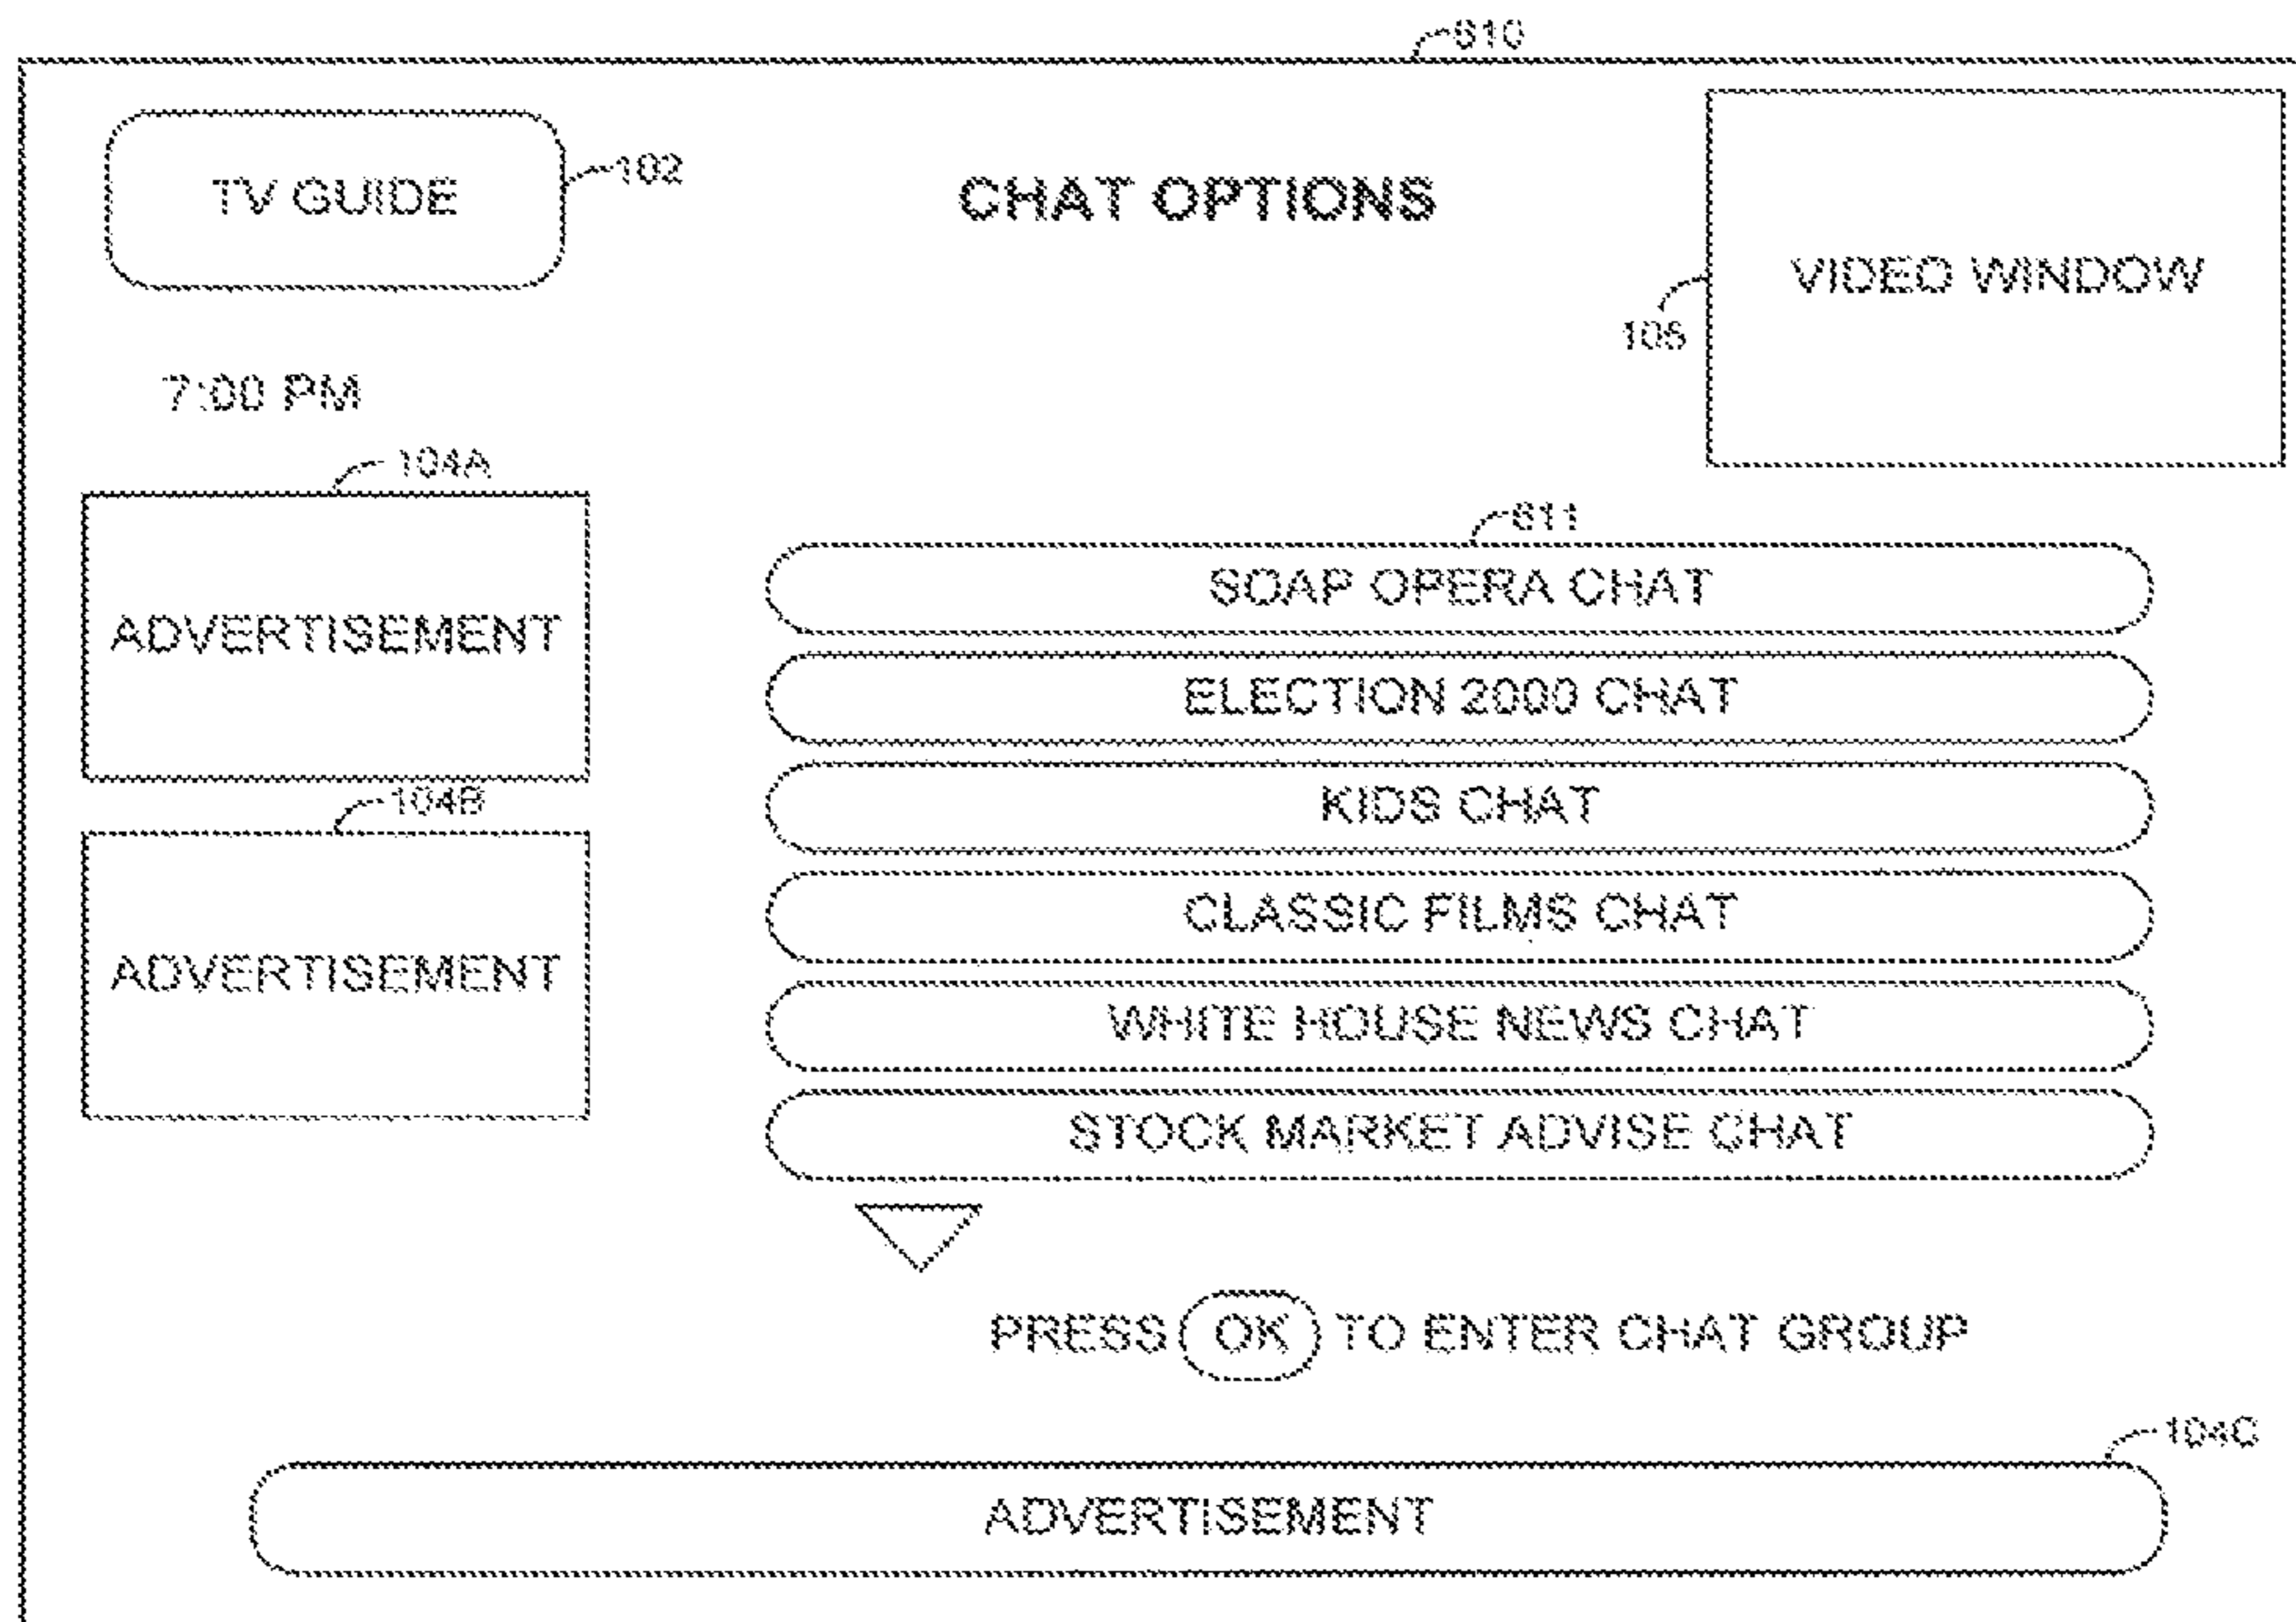 810
TV GUIDE
102
CHAT OPTIONS
VIDEO WINDOW
7:00 PM
104A
ADVERTISEMENT
811
SOAP OPERA CHAT
ELECTION 2000 CHAT
104B
ADVERTISEMENT
KIDS CHAT
CLASSIC FILMS CHAT
WHITE HOUSE NEWS CHAT
STOCK MARKET ADVISE CHAT
PRESS OK TO ENTER CHAT GROUP
104C
ADVERTISEMENT